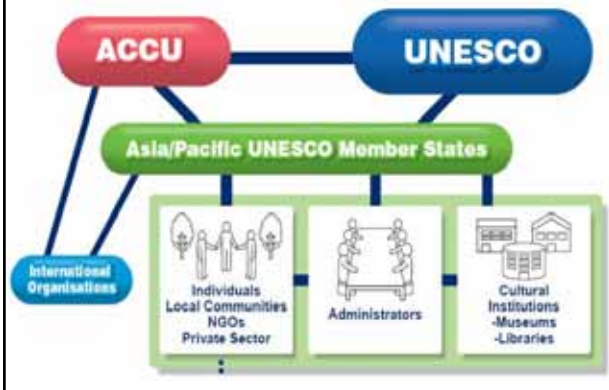 ACCU
UNESCO
Asia/Pacific UNESCO Member States
International
Organisations
Individuals
Local Communities
NGOs
Private Sector
Administrators
Cultural
Institutions
-Museums
-Libraries